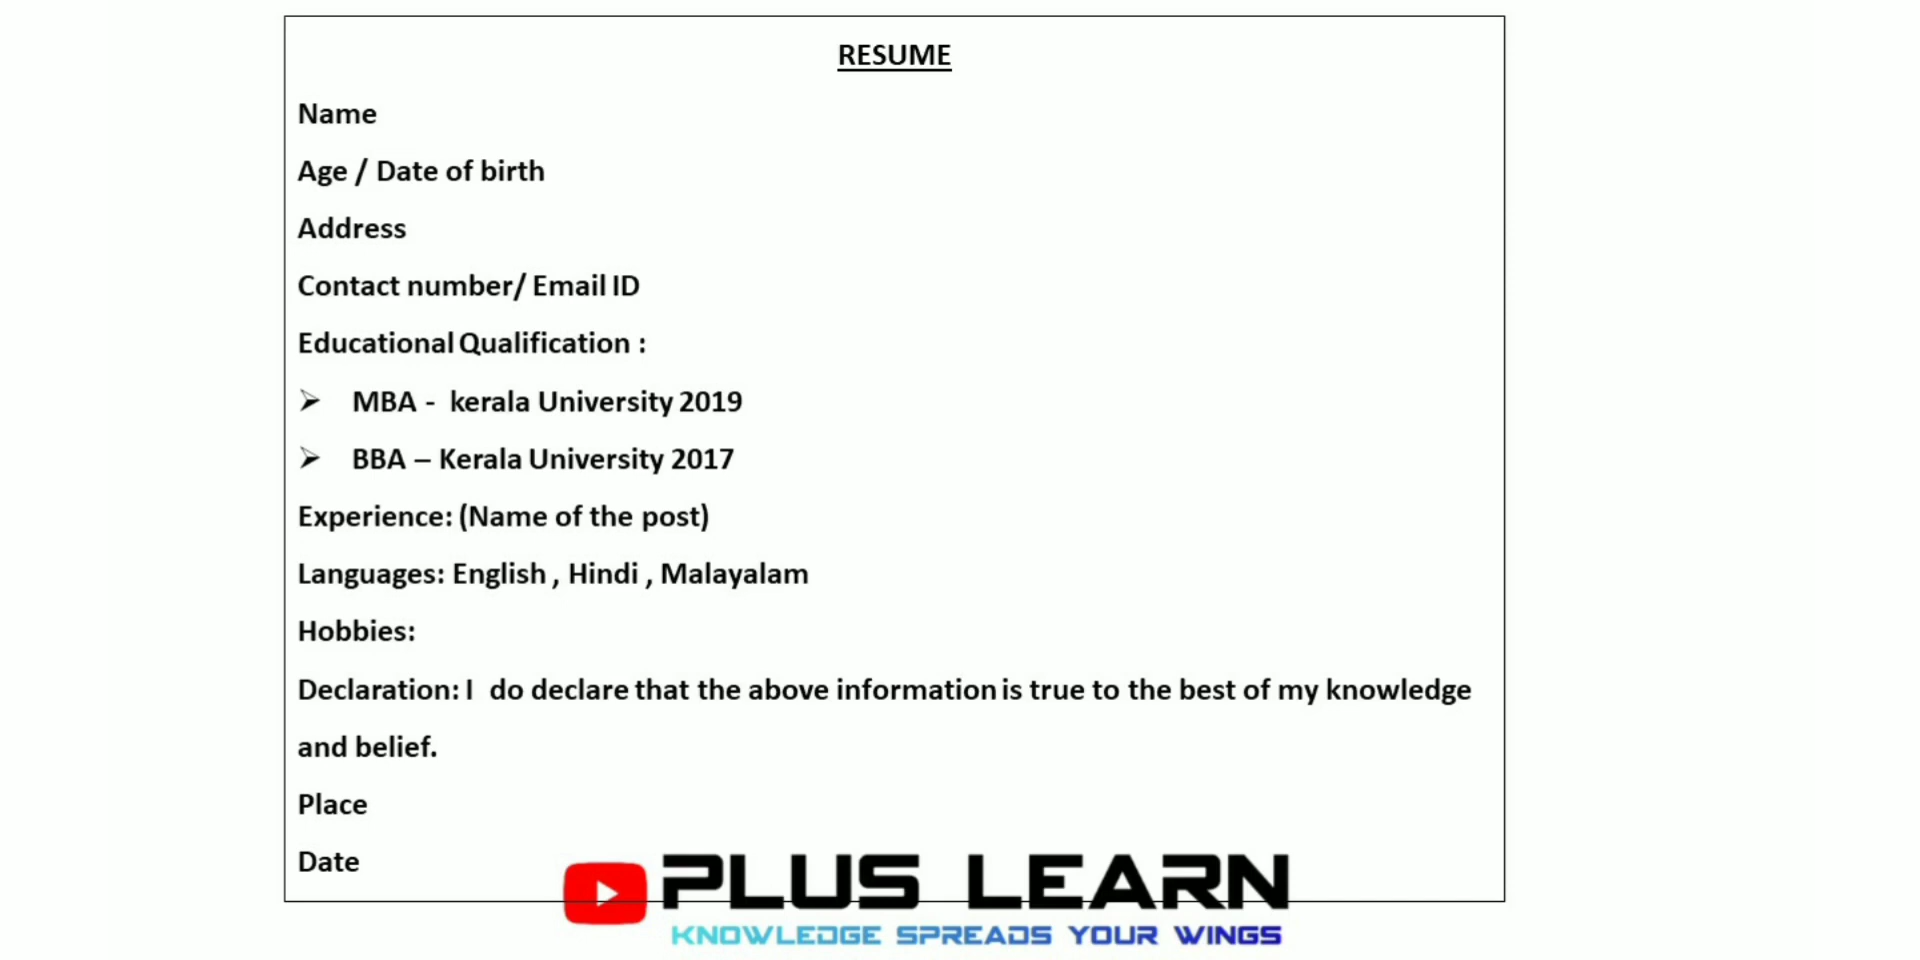 RESUME
Name
Age / Date of birth
Address
Contact number/ Email ID
Educational Qualification :
➢ MBA - kerala University 2019
➢ BBA – Kerala University 2017
Experience: (Name of the post)
Languages: English , Hindi , Malayalam
Hobbies:
Declaration: I do declare that the above information is true to the best of my knowledge
and belief.
Place
Date
PLUS LEARN
KNOWLEDGE SPREADS YOUR WINGS